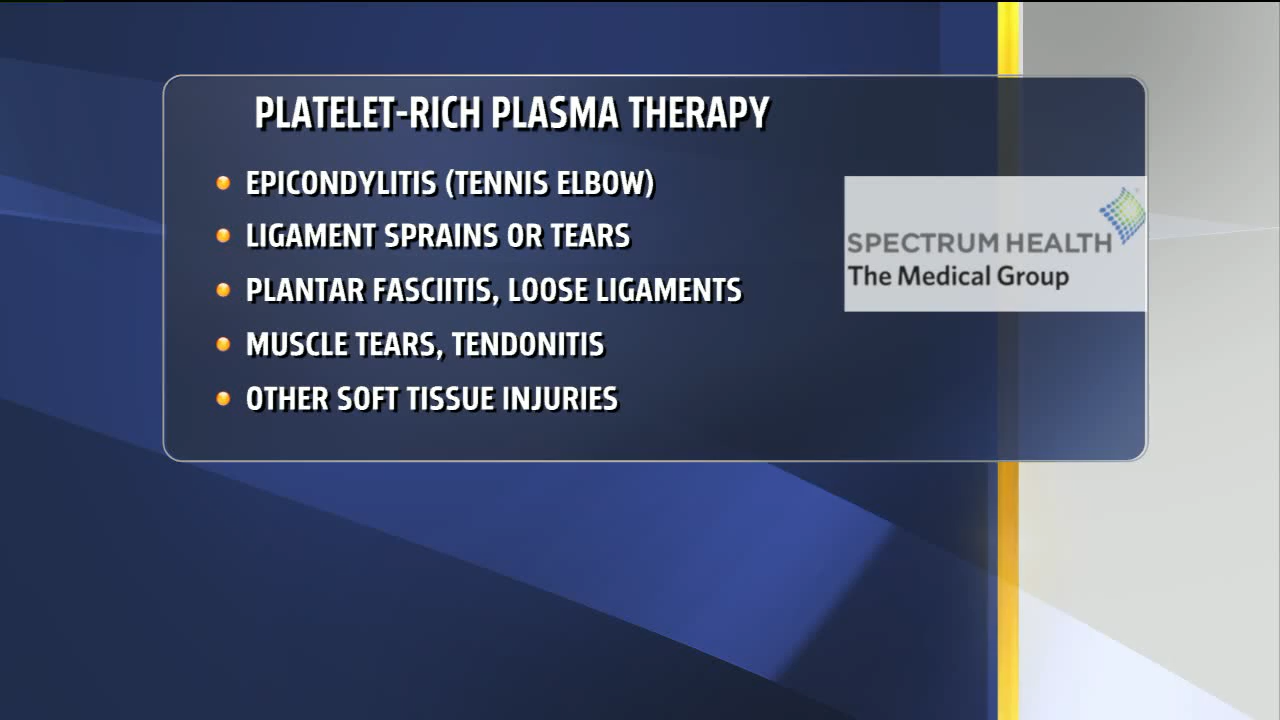 PLATELET-RICH PLASMA THERAPY
EPICONDYLITIS (TENNIS ELBOW)
LIGAMENT SPRAINS OR TEARS
PLANTAR FASCIITIS, LOOSE LIGAMENTS
MUSCLE TEARS, TENDONITIS
OTHER SOFT TISSUE INJURIES
SPECTRUM HEALTH
The Medical Group